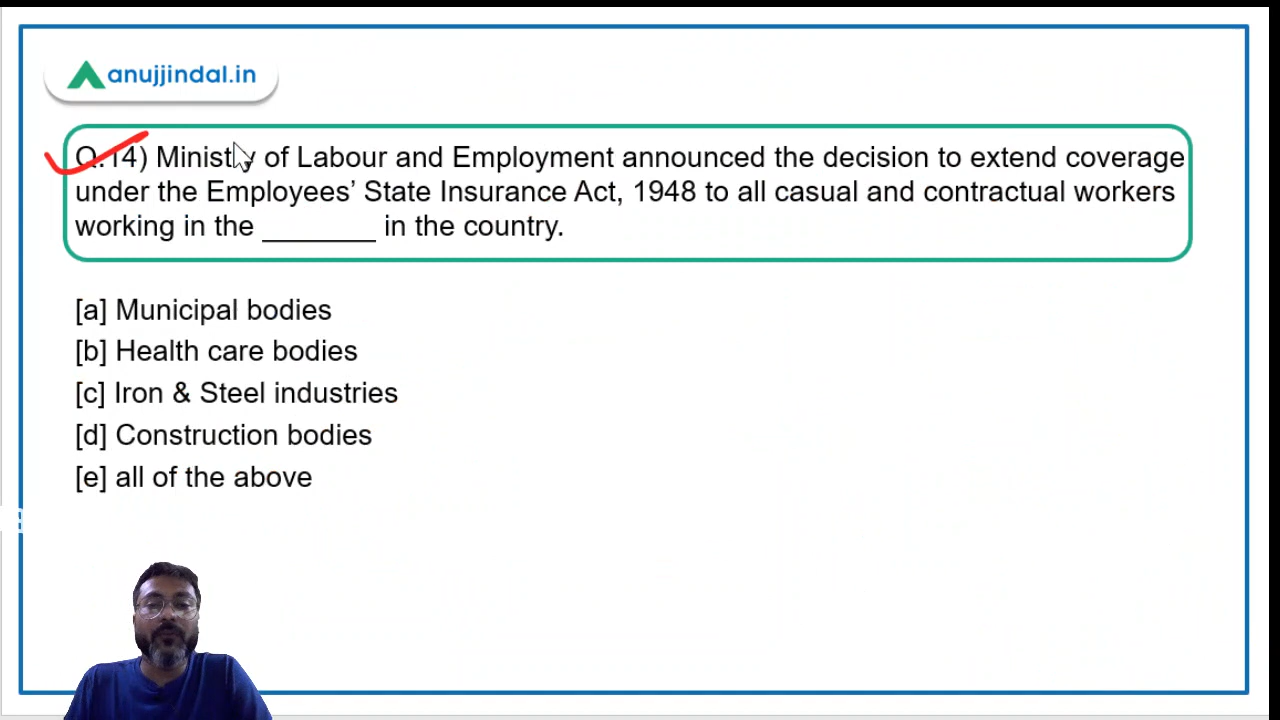 anujjindal.in
Q.14) Ministry of Labour and Employment announced the decision to extend coverage
under the Employees’ State Insurance Act, 1948 to all casual and contractual workers
working in the ________ in the country.
[a] Municipal bodies
[b] Health care bodies
[c] Iron & Steel industries
[d] Construction bodies
[e] all of the above